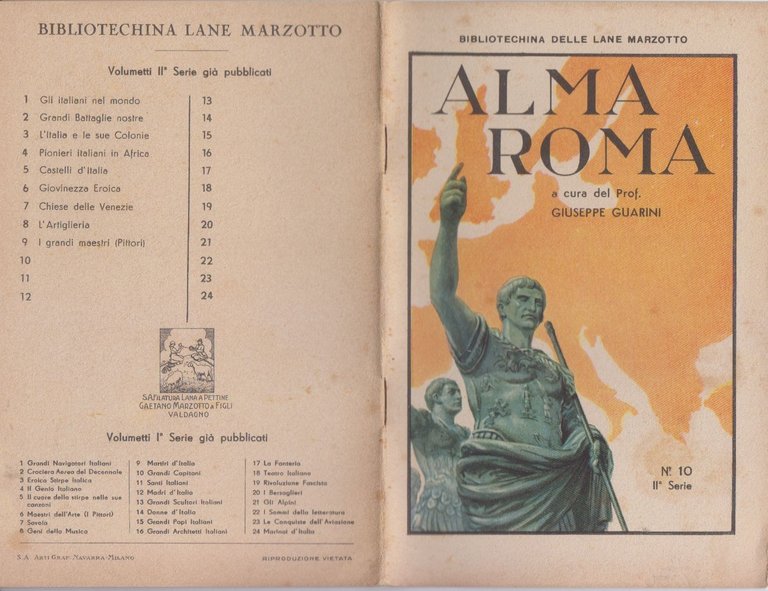 BIBLIOTECHINA LANE MARZOTTO
Volumetti IIª Serie già pubblicati
1 Gli italiani nel mondo
2 Grandi Battaglie nostre
3 L'Italia e le sue Colonie
4 Pionieri italiani in Africa
5 Castelli d'Italia
6 Giovinezza Eroica
7 Chiese delle Venezie
8 L'Artiglieria
9 I grandi maestri (Pittori)
10
11
12
13
14
15
16
17
18
19
20
21
22
23
24
S.A. FILATURA LANA A PETTINE
GAETANO MARZOTTO & FIGLI
VALDAGNO
Volumetti Iª Serie già pubblicati
1 Grandi Navigatori Italiani
2 Crociera Aerea del Decennale
3 Eroica Stirpe Italica
4 Il Genio Italiano
5 Il cuore della stirpe nelle sue
canzoni
6 Maestri dell'Arte (I Pittori)
7 Savoia
8 Geni della Musica
9 Martiri d'Italia
10 Grandi Capitani
11 Santi Italiani
12 Madri d'Italia
13 Grandi Scultori Italiani
14 Donne d'Italia
15 Grandi Papi Italiani
16 Grandi Architetti Italiani
17 La Fanteria
18 Teatro Italiano
19 Rivoluzione Fascista
20 I Bersaglieri
21 Gli Alpini
22 I Sommi della letteratura
23 Le Conquiste dell'Aviazione
24 Marinai d'Italia
S.A. ARTI GRAF. NAVARRA-MILANO
RIPRODUZIONE VIETATA
BIBLIOTECHINA DELLE LANE MARZOTTO
ALMA
ROMA
a cura del Prof.
GIUSEPPE GUARINI
Nº 10
IIª Serie